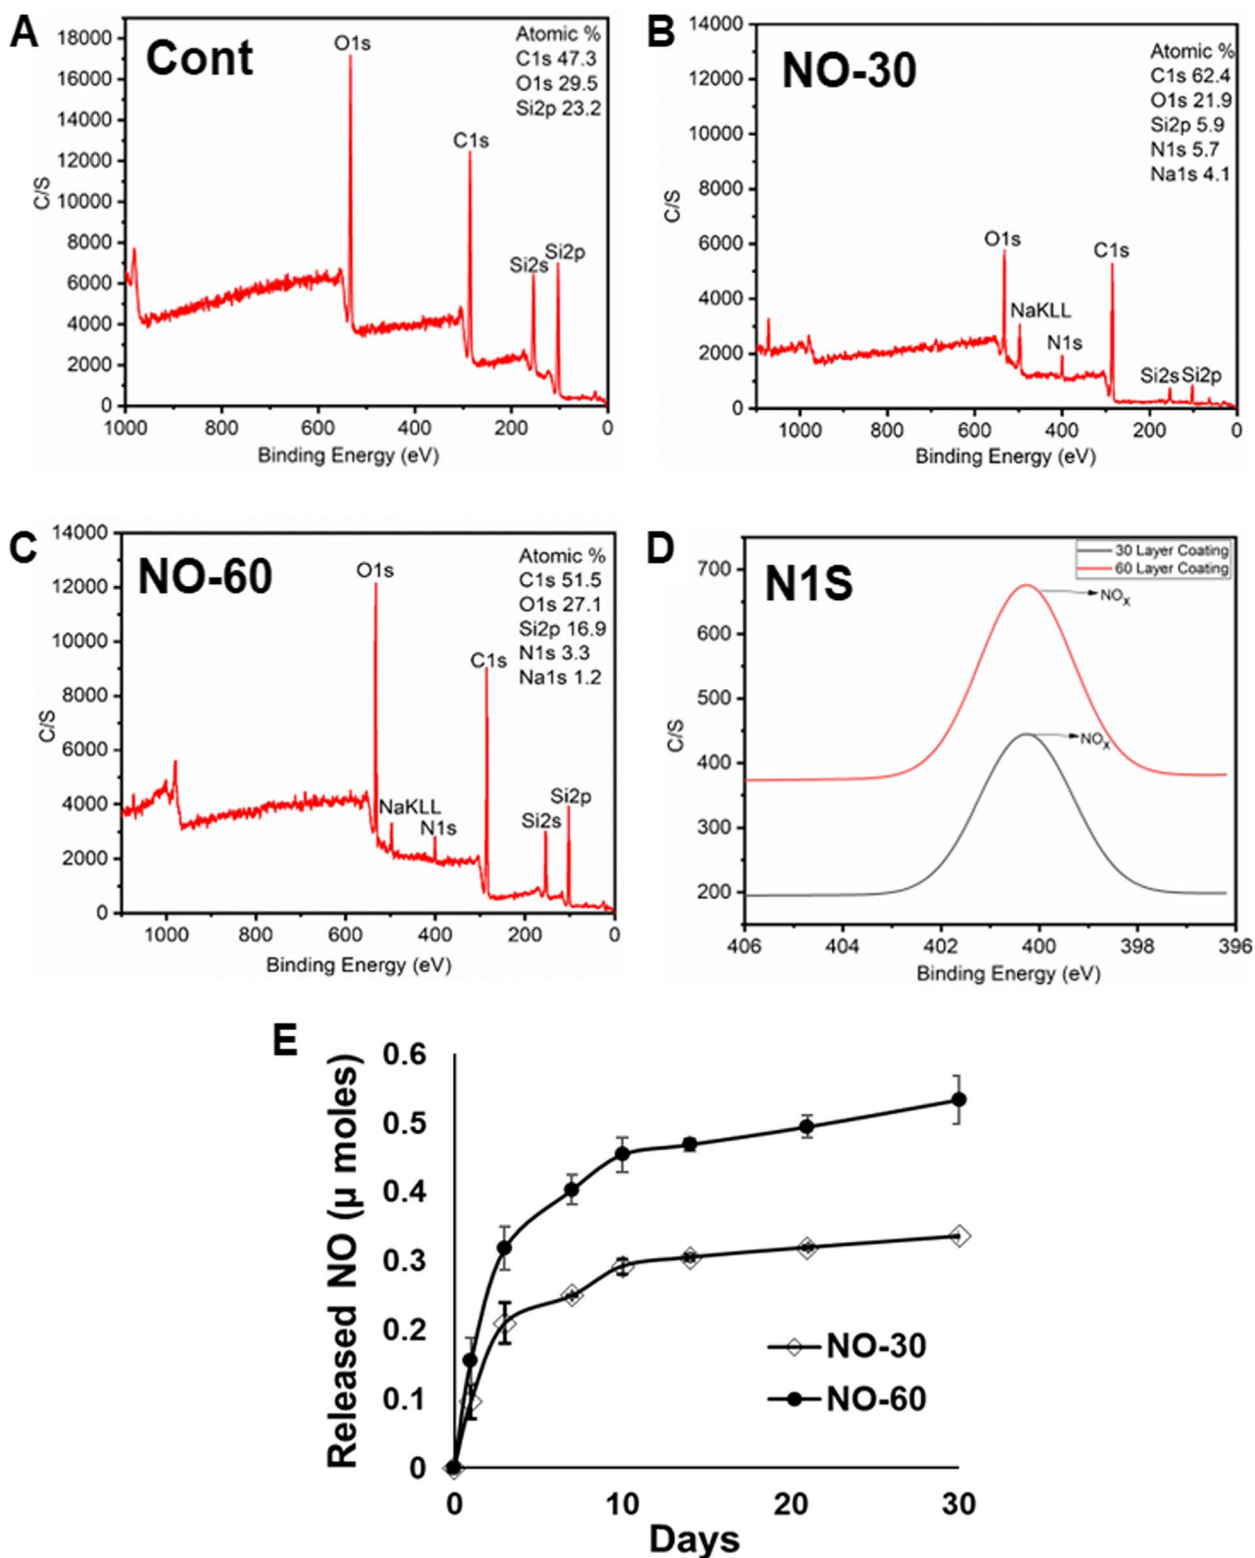 A
Cont
Atomic %
C1s 47.3
O1s 29.5
Si2p 23.2
O1s
C1s
Si2s
Si2p
18000
16000
14000
12000
10000
8000
6000
4000
2000
0
C/S
1000 800 600 400 200 0
Binding Energy (eV)
B
NO-30
Atomic %
C1s 62.4
O1s 21.9
Si2p 5.9
N1s 5.7
Na1s 4.1
O1s
NaKLL
N1s
C1s
Si2s
Si2p
14000
12000
10000
8000
6000
4000
2000
0
C/S
1000 800 600 400 200 0
Binding Energy (eV)
C
NO-60
Atomic %
C1s 51.5
O1s 27.1
Si2p 16.9
N1s 3.3
Na1s 1.2
O1s
NaKLL
N1s
C1s
Si2s
Si2p
14000
12000
10000
8000
6000
4000
2000
0
C/S
1000 800 600 400 200 0
Binding Energy (eV)
D
N1S
30 Layer Coating
60 Layer Coating
NOx
NOx
700
600
500
400
300
200
C/S
406 404 402 400 398 396
Binding Energy (eV)
E
Released NO (µ moles)
0.6
0.5
0.4
0.3
0.2
0.1
0
NO-30
NO-60
0 10 20 30
Days